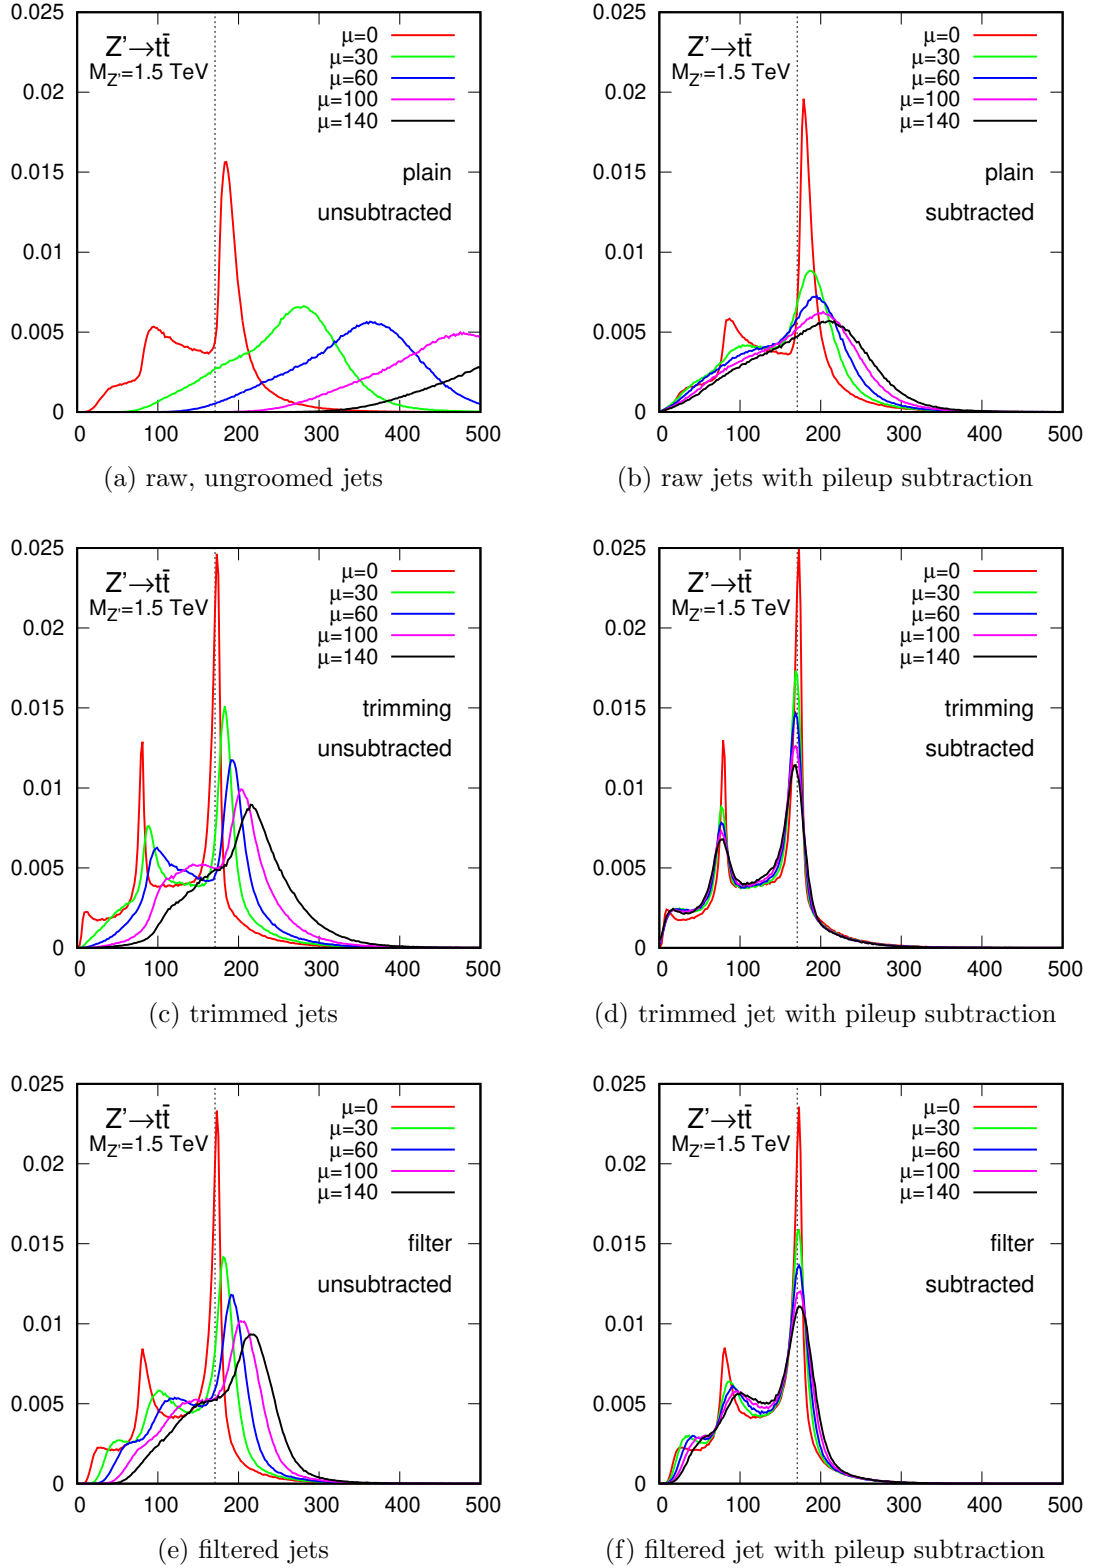 0.025
0.02
0.015
0.01
0.005
0
0 100 200 300 400 500
Z'→tt̄
M_Z'=1.5 TeV
μ=0
μ=30
μ=60
μ=100
μ=140
plain
unsubtracted
(a) raw, ungroomed jets
0.025
0.02
0.015
0.01
0.005
0
0 100 200 300 400 500
Z'→tt̄
M_Z'=1.5 TeV
μ=0
μ=30
μ=60
μ=100
μ=140
plain
subtracted
(b) raw jets with pileup subtraction
0.025
0.02
0.015
0.01
0.005
0
0 100 200 300 400 500
Z'→tt̄
M_Z'=1.5 TeV
μ=0
μ=30
μ=60
μ=100
μ=140
trimming
unsubtracted
(c) trimmed jets
0.025
0.02
0.015
0.01
0.005
0
0 100 200 300 400 500
Z'→tt̄
M_Z'=1.5 TeV
μ=0
μ=30
μ=60
μ=100
μ=140
trimming
subtracted
(d) trimmed jet with pileup subtraction
0.025
0.02
0.015
0.01
0.005
0
0 100 200 300 400 500
Z'→tt̄
M_Z'=1.5 TeV
μ=0
μ=30
μ=60
μ=100
μ=140
filter
unsubtracted
(e) filtered jets
0.025
0.02
0.015
0.01
0.005
0
0 100 200 300 400 500
Z'→tt̄
M_Z'=1.5 TeV
μ=0
μ=30
μ=60
μ=100
μ=140
filter
subtracted
(f) filtered jet with pileup subtraction